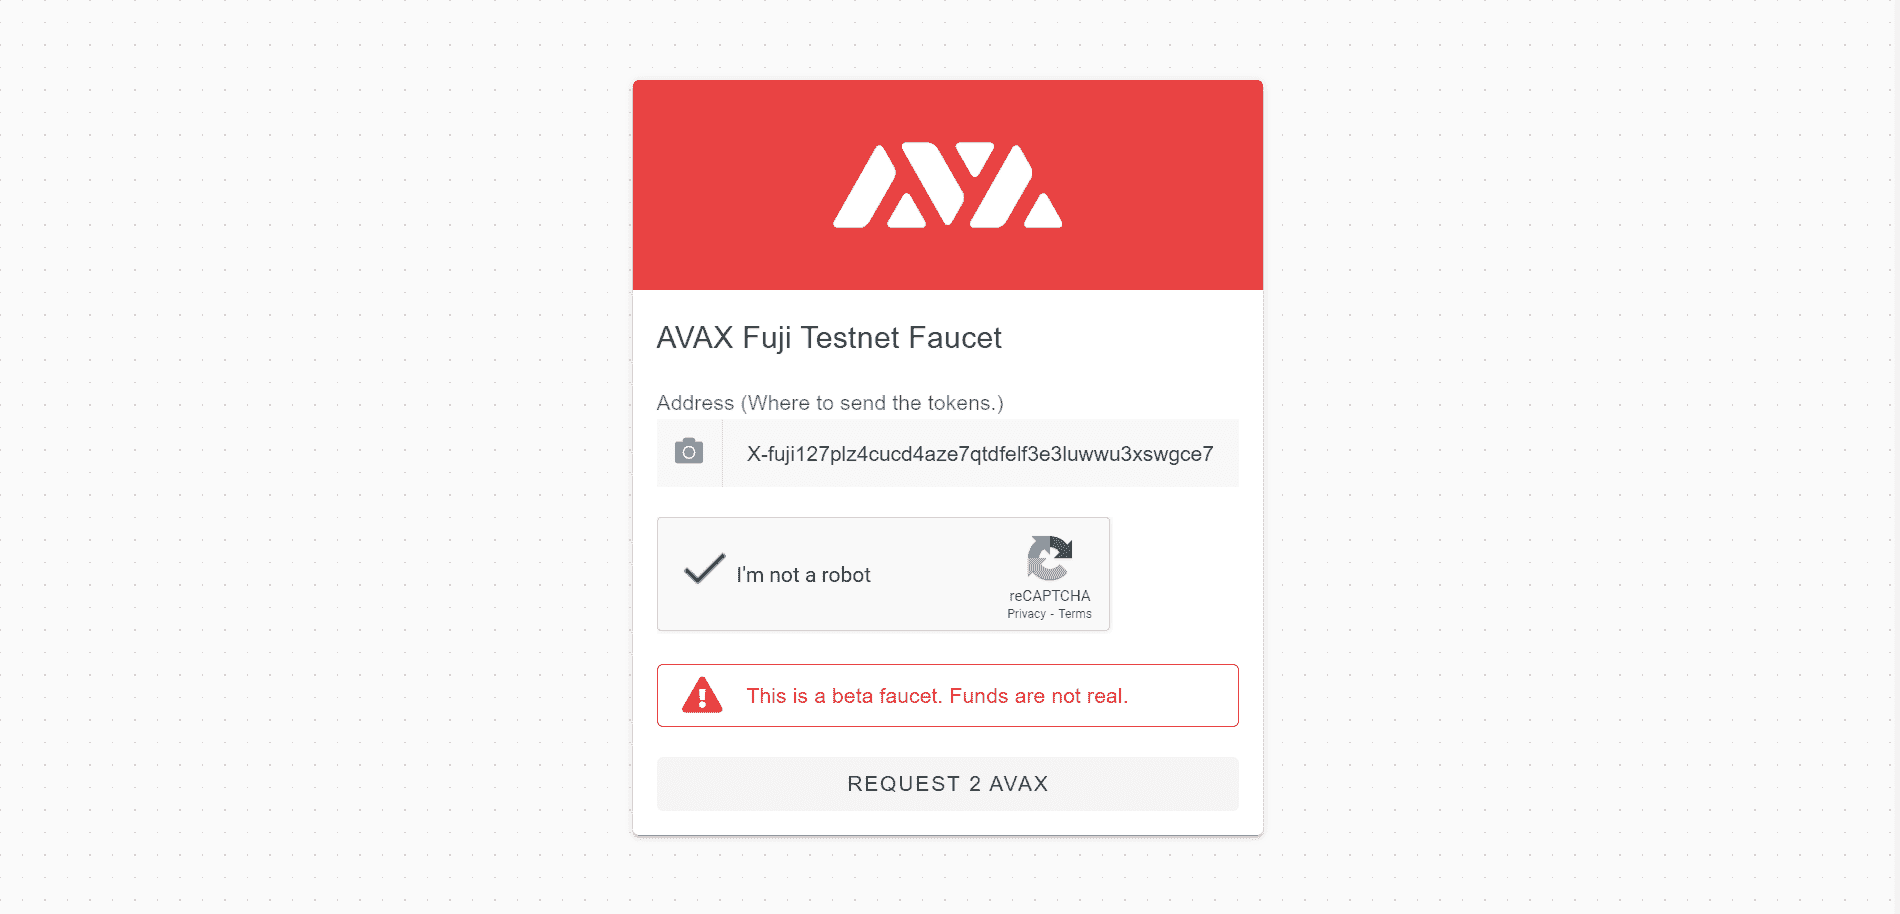 AVAX Fuji Testnet Faucet
Address (Where to send the tokens.)
X-fuji127plz4cucd4aze7qtdfelf3e3luwwu3xswgce7
I'm not a robot
reCAPTCHA
Privacy - Terms
This is a beta faucet. Funds are not real.
REQUEST 2 AVAX